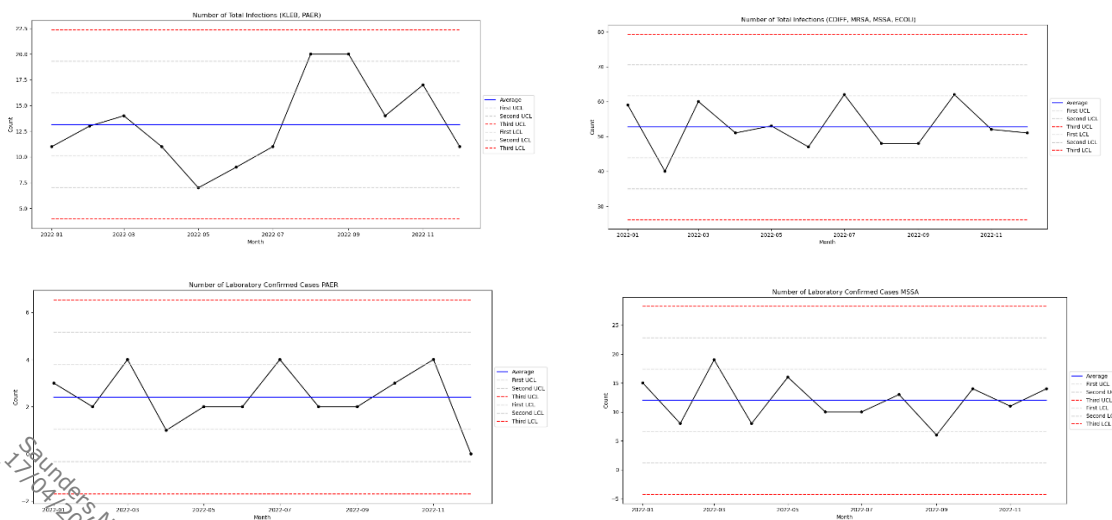 Number of Total Infections (KLEB, PAER)
22.5
20.0
17.5
15.0
12.5
10.0
7.5
5.0
Count
2022-01 2022-03 2022-05 2022-07 2022-09 2022-11
Month
Average
First UCL
Second UCL
Third UCL
First LCL
Second LCL
Third LCL
Number of Total Infections (CDIFF, MRSA, MSSA, ECOLI)
80
70
60
50
40
30
Count
2022-01 2022-03 2022-05 2022-07 2022-09 2022-11
Month
Average
First UCL
Second UCL
Third UCL
First LCL
Second LCL
Third LCL
Number of Laboratory Confirmed Cases PAER
6
4
2
0
−2
Count
2022-01 2022-03 2022-05 2022-07 2022-09 2022-11
Month
Average
First UCL
Second UCL
Third UCL
First LCL
Second LCL
Third LCL
Number of Laboratory Confirmed Cases MSSA
25
20
15
10
5
0
−5
Count
2022-01 2022-03 2022-05 2022-07 2022-09 2022-11
Month
Average
First UCL
Second U
Third UCL
First LCL
Second LC
Third LCL
Saunders
17/04/20